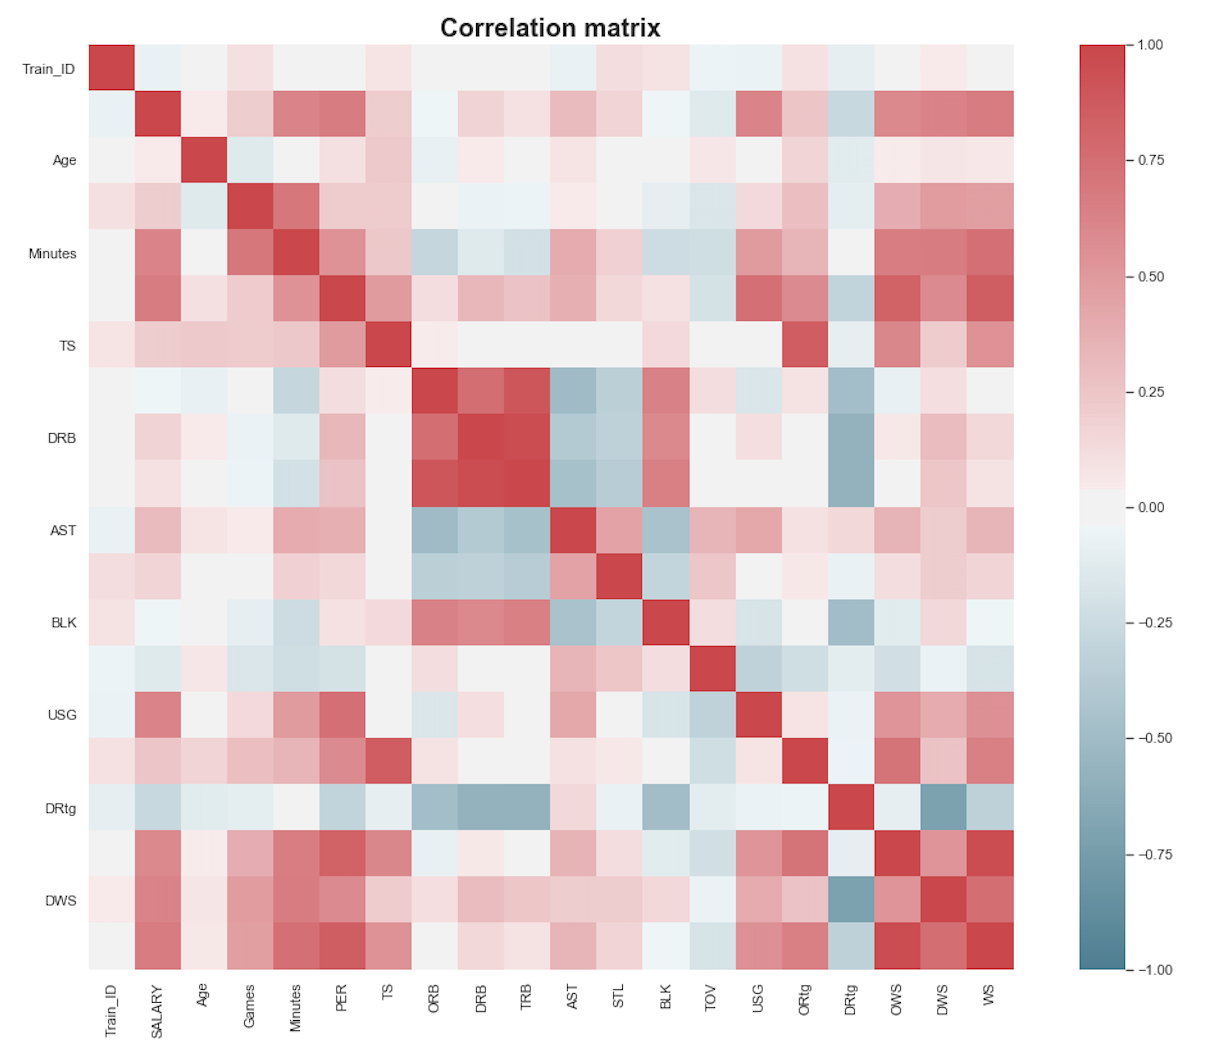 Correlation matrix
Train_ID
Age
Minutes
TS
DRB
AST
BLK
USG
DRtg
DWS
Train_ID
SALARY
Age
Games
Minutes
PER
TS
ORB
DRB
TRB
AST
STL
BLK
TOV
USG
ORtg
DRtg
OWS
DWS
WS
1.00
0.75
0.50
0.25
0.00
−0.25
−0.50
−0.75
−1.00